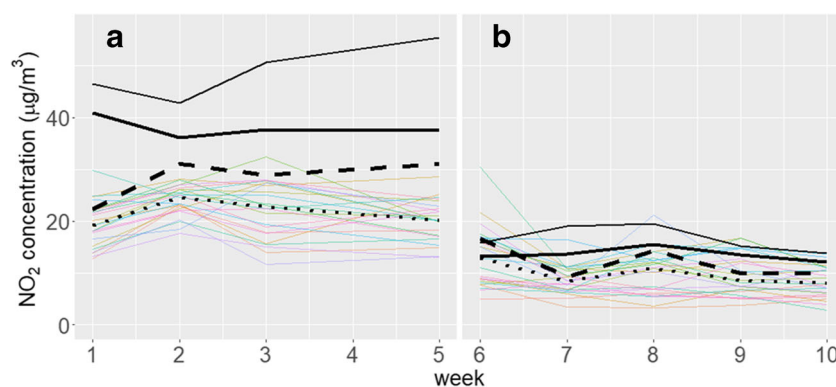 a
b
NO₂ concentration (μg/m³)
40
20
0
1 2 3 4 5 6 7 8 9 10
week